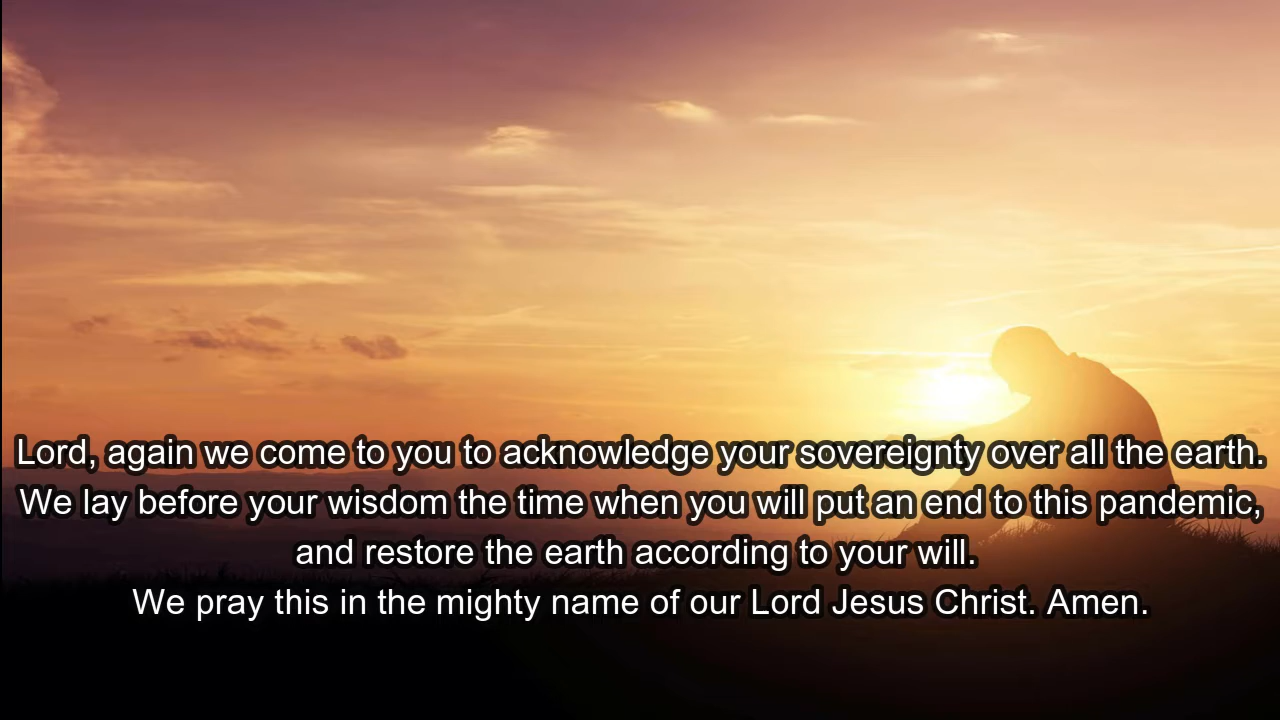 Lord, again we come to you to acknowledge your sovereignty over all the earth.
We lay before your wisdom the time when you will put an end to this pandemic,
and restore the earth according to your will.
We pray this in the mighty name of our Lord Jesus Christ. Amen.